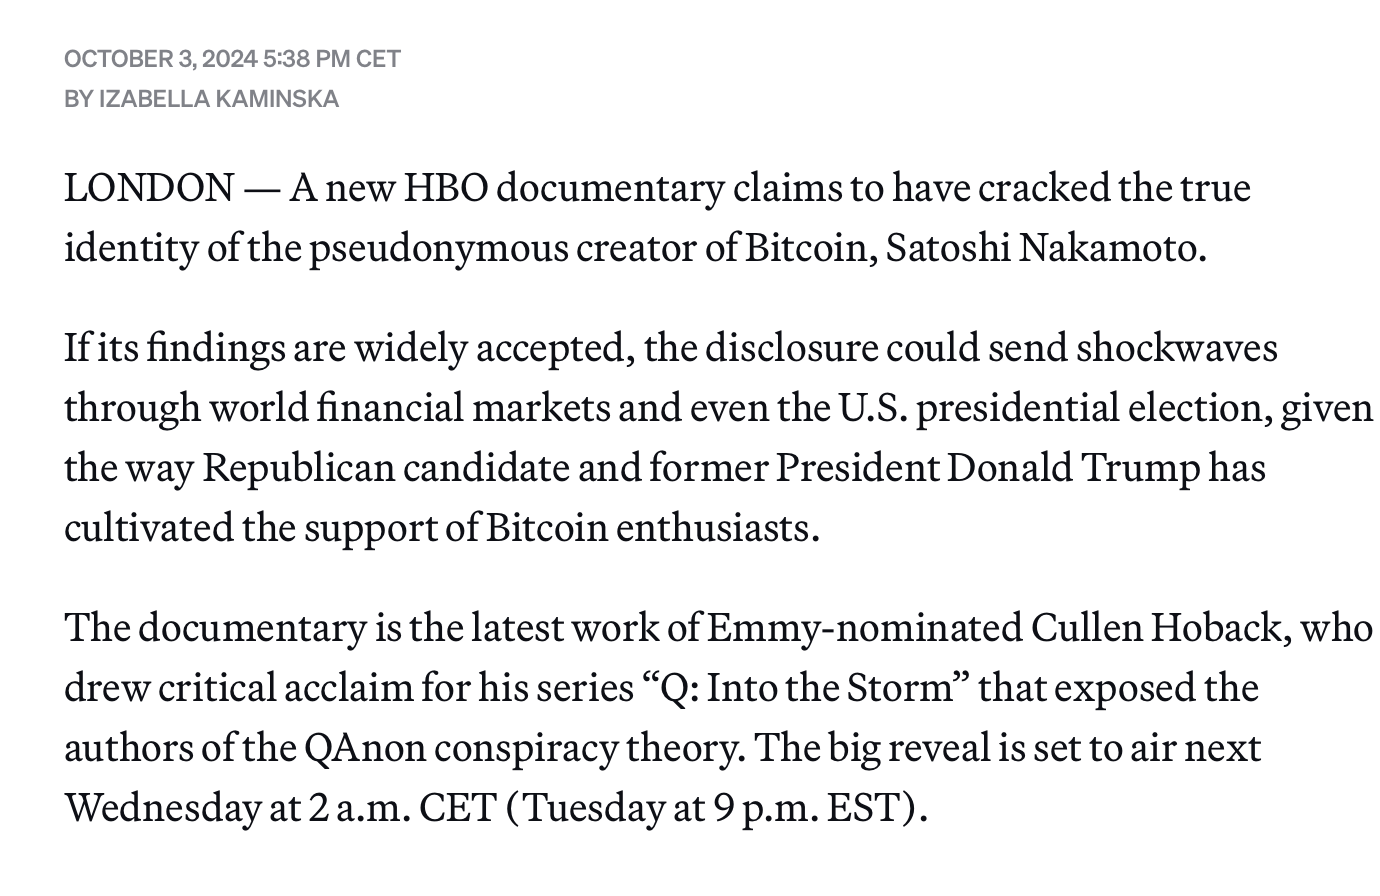 OCTOBER 3, 2024 5:38 PM CET
BY IZABELLA KAMINSKA
LONDON — A new HBO documentary claims to have cracked the true
identity of the pseudonymous creator of Bitcoin, Satoshi Nakamoto.
If its findings are widely accepted, the disclosure could send shockwaves
through world financial markets and even the U.S. presidential election, given
the way Republican candidate and former President Donald Trump has
cultivated the support of Bitcoin enthusiasts.
The documentary is the latest work of Emmy-nominated Cullen Hoback, who
drew critical acclaim for his series “Q: Into the Storm” that exposed the
authors of the QAnon conspiracy theory. The big reveal is set to air next
Wednesday at 2 a.m. CET (Tuesday at 9 p.m. EST).